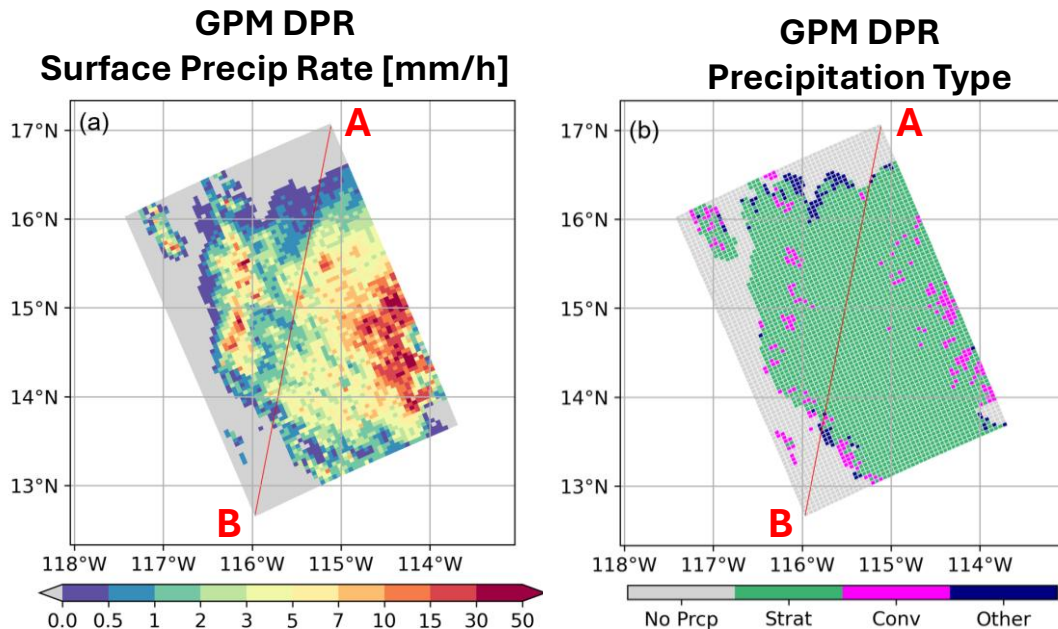 GPM DPR
Surface Precip Rate [mm/h]
(a)
A
B
17°N
16°N
15°N
14°N
13°N
118°W 117°W 116°W 115°W 114°W
0.0 0.5 1 2 3 5 7 10 15 30 50
GPM DPR
Precipitation Type
(b)
A
B
17°N
16°N
15°N
14°N
13°N
118°W 117°W 116°W 115°W 114°W
No Prcp Strat Conv Other